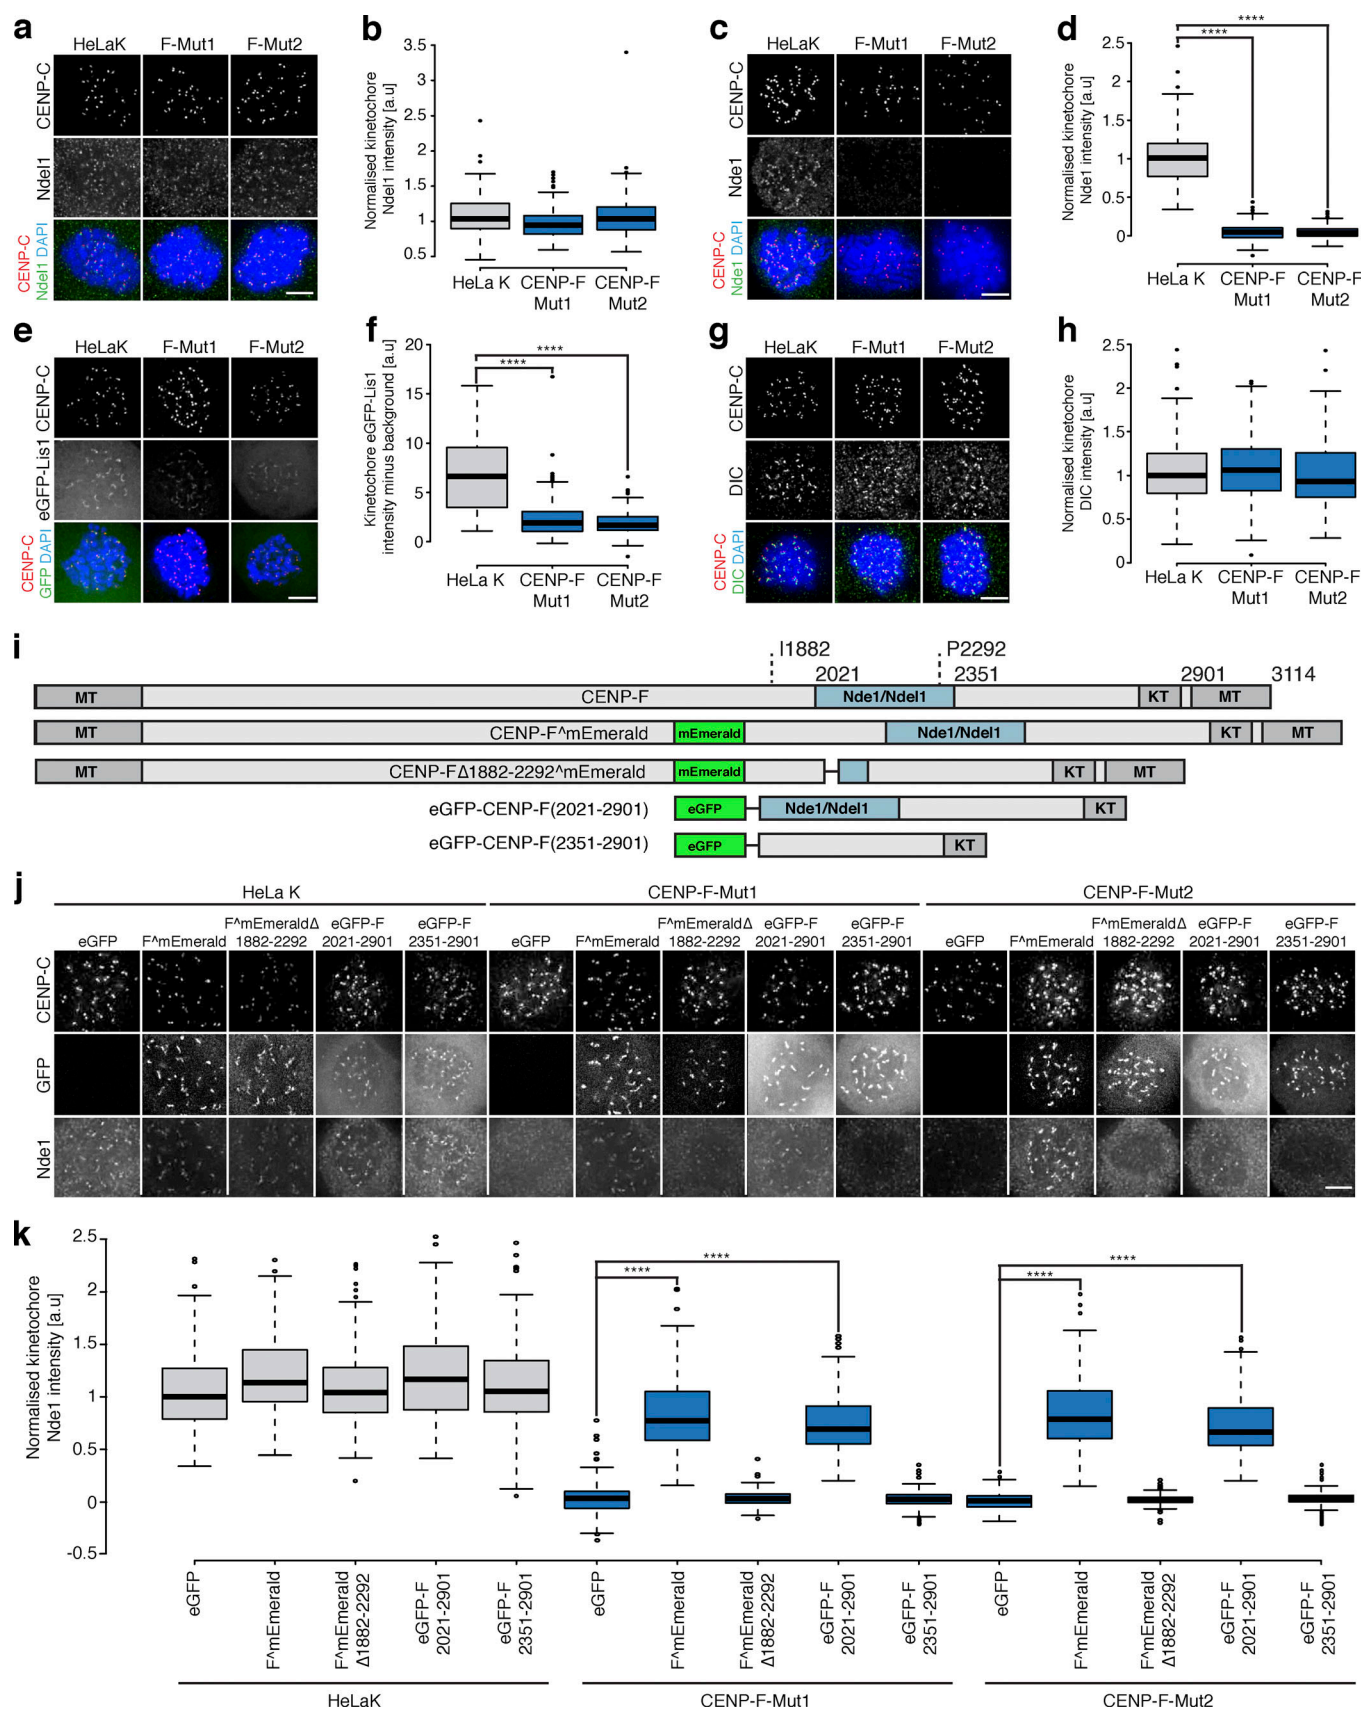 a
HeLaK F-Mut1 F-Mut2
CENP-C
Ndel1
CENP-C
Ndel1 DAPI
b
Normalised kinetochore
Ndel1 intensity [a.u]
3.5
3
2.5
2
1.5
1
0.5
HeLa K CENP-F CENP-F
Mut1 Mut2
c
HeLaK F-Mut1 F-Mut2
CENP-C
Nde1
CENP-C
Nde1 DAPI
d
Normalised kinetochore
Nde1 intensity [a.u]
2.5
2
1.5
1
0.5
0
****
****
HeLa K CENP-F CENP-F
Mut1 Mut2
e
HeLaK F-Mut1 F-Mut2
CENP-C
eGFP-Lis1
CENP-C
GFP DAPI
f
Kinetochore eGFP-Lis1
intensity minus background [a.u]
20
15
10
5
0
****
****
HeLa K CENP-F CENP-F
Mut1 Mut2
g
HeLaK F-Mut1 F-Mut2
CENP-C
DIC
CENP-C
DIC DAPI
h
Normalised kinetochore
DIC intensity [a.u]
2.5
2
1.5
1
0.5
0
HeLa K CENP-F CENP-F
Mut1 Mut2
i
I1882 P2292
2021 2351 2901 3114
MT CENP-F Nde1/Ndel1 KT MT
MT CENP-F^mEmerald mEmerald Nde1/Ndel1 KT MT
MT CENP-FΔ1882-2292^mEmerald mEmerald KT MT
eGFP-CENP-F(2021-2901) eGFP Nde1/Ndel1 KT
eGFP-CENP-F(2351-2901) eGFP KT
j
HeLa K CENP-F-Mut1 CENP-F-Mut2
F^mEmeraldΔ eGFP-F eGFP-F F^mEmeraldΔ eGFP-F eGFP-F F^mEmeraldΔ eGFP-F eGFP-F
eGFP F^mEmerald 1882-2292 2021-2901 2351-2901 eGFP F^mEmerald 1882-2292 2021-2901 2351-2901 eGFP F^mEmerald 1882-2292 2021-2901 2351-2901
CENP-C
GFP
Nde1
k
Normalised kinetochore
Nde1 intensity [a.u]
2.5
2
1.5
1
0.5
0
-0.5
****
****
****
****
eGFP
F^mEmerald
F^mEmerald
Δ1882-2292
eGFP-F
2021-2901
eGFP-F
2351-2901
eGFP
F^mEmerald
F^mEmerald
Δ1882-2292
eGFP-F
2021-2901
eGFP-F
2351-2901
eGFP
F^mEmerald
F^mEmerald
Δ1882-2292
eGFP-F
2021-2901
eGFP-F
2351-2901
HeLaK CENP-F-Mut1 CENP-F-Mut2